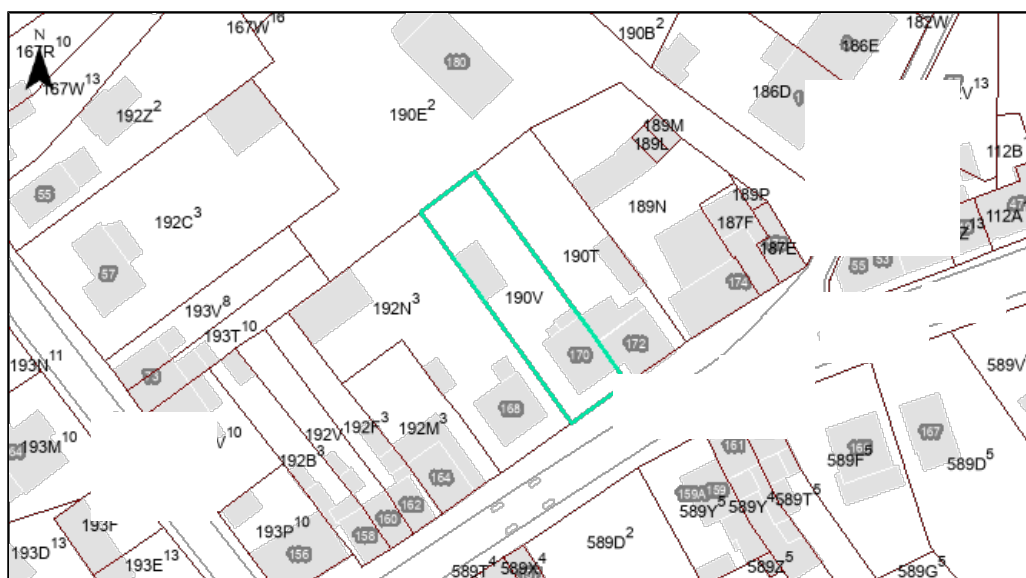 182W
167W¹⁶
190B²
N
186E
167R¹⁰
180
167W¹³
186D
V¹³
192Z²
190E²
189M
189L
112B
55
189P
189N
47
192C³
187F
112A
Z¹³
187E
190T
57
53
55
174
190V
193V⁸
192N³
193T¹⁰
172
170
193N¹¹
589V
73
168
192F³
192M³
167
10
192V
193M¹⁰
161
589F⁵
192B³
589D⁵
164
159A
159
589T⁵
162
589Y⁵
589Y⁴
160
193F
193P¹⁰
158
589D²
156
193D¹³
193E¹³
589T⁴
589X⁴
589Z⁵
589G⁵